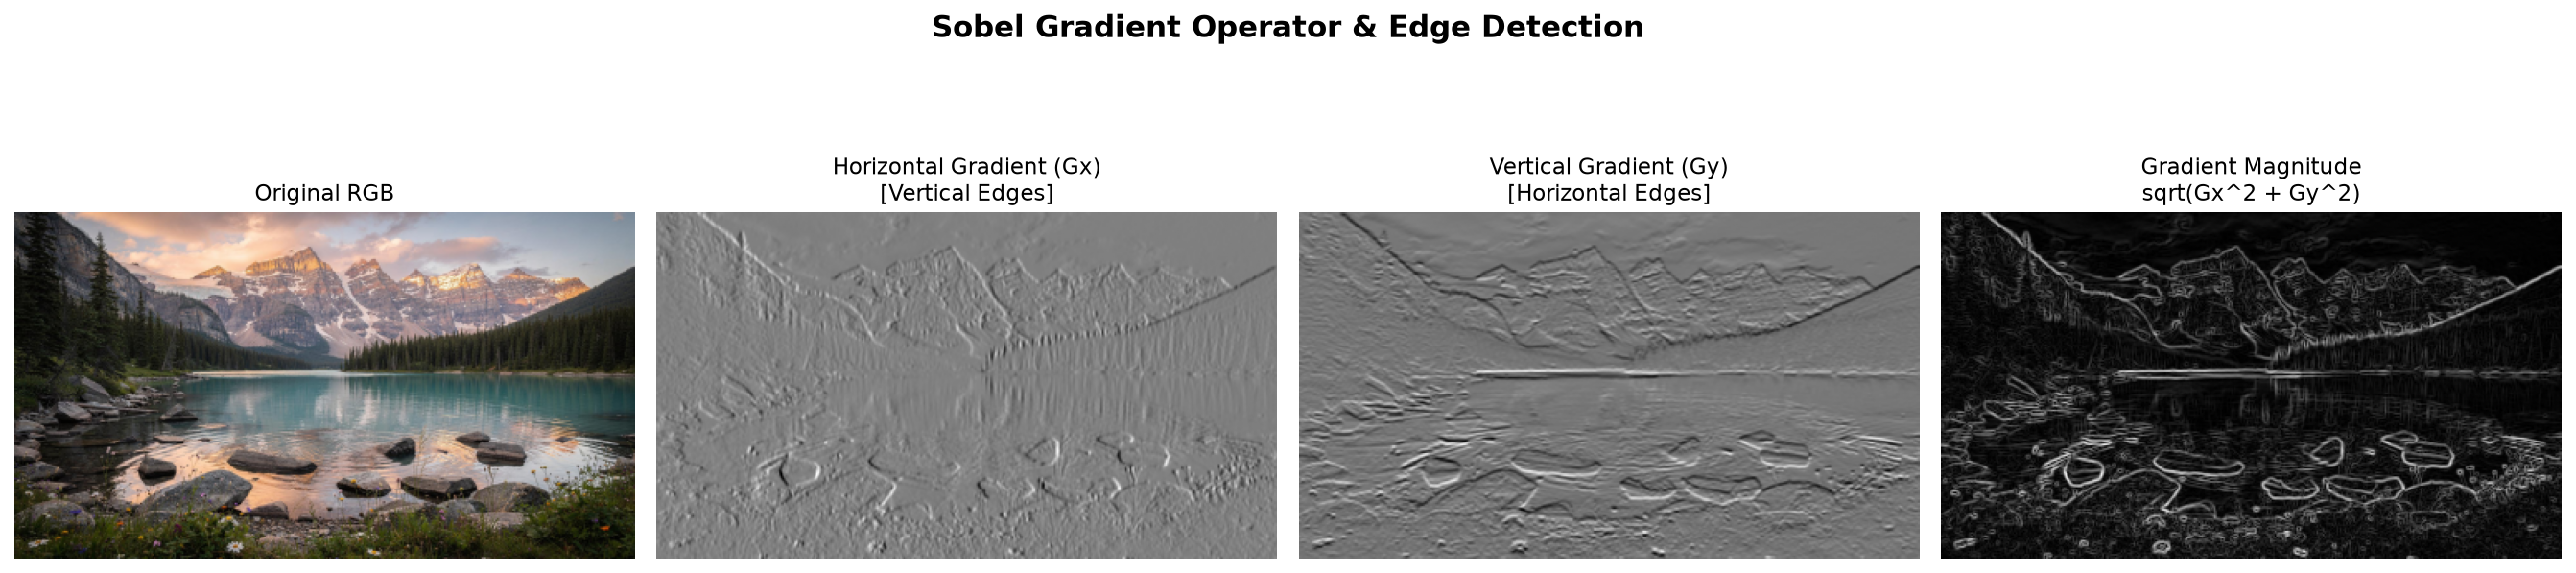 Sobel Gradient Operator & Edge Detection
Original RGB
Horizontal Gradient (Gx)
[Vertical Edges]
Vertical Gradient (Gy)
[Horizontal Edges]
Gradient Magnitude
sqrt(Gx^2 + Gy^2)